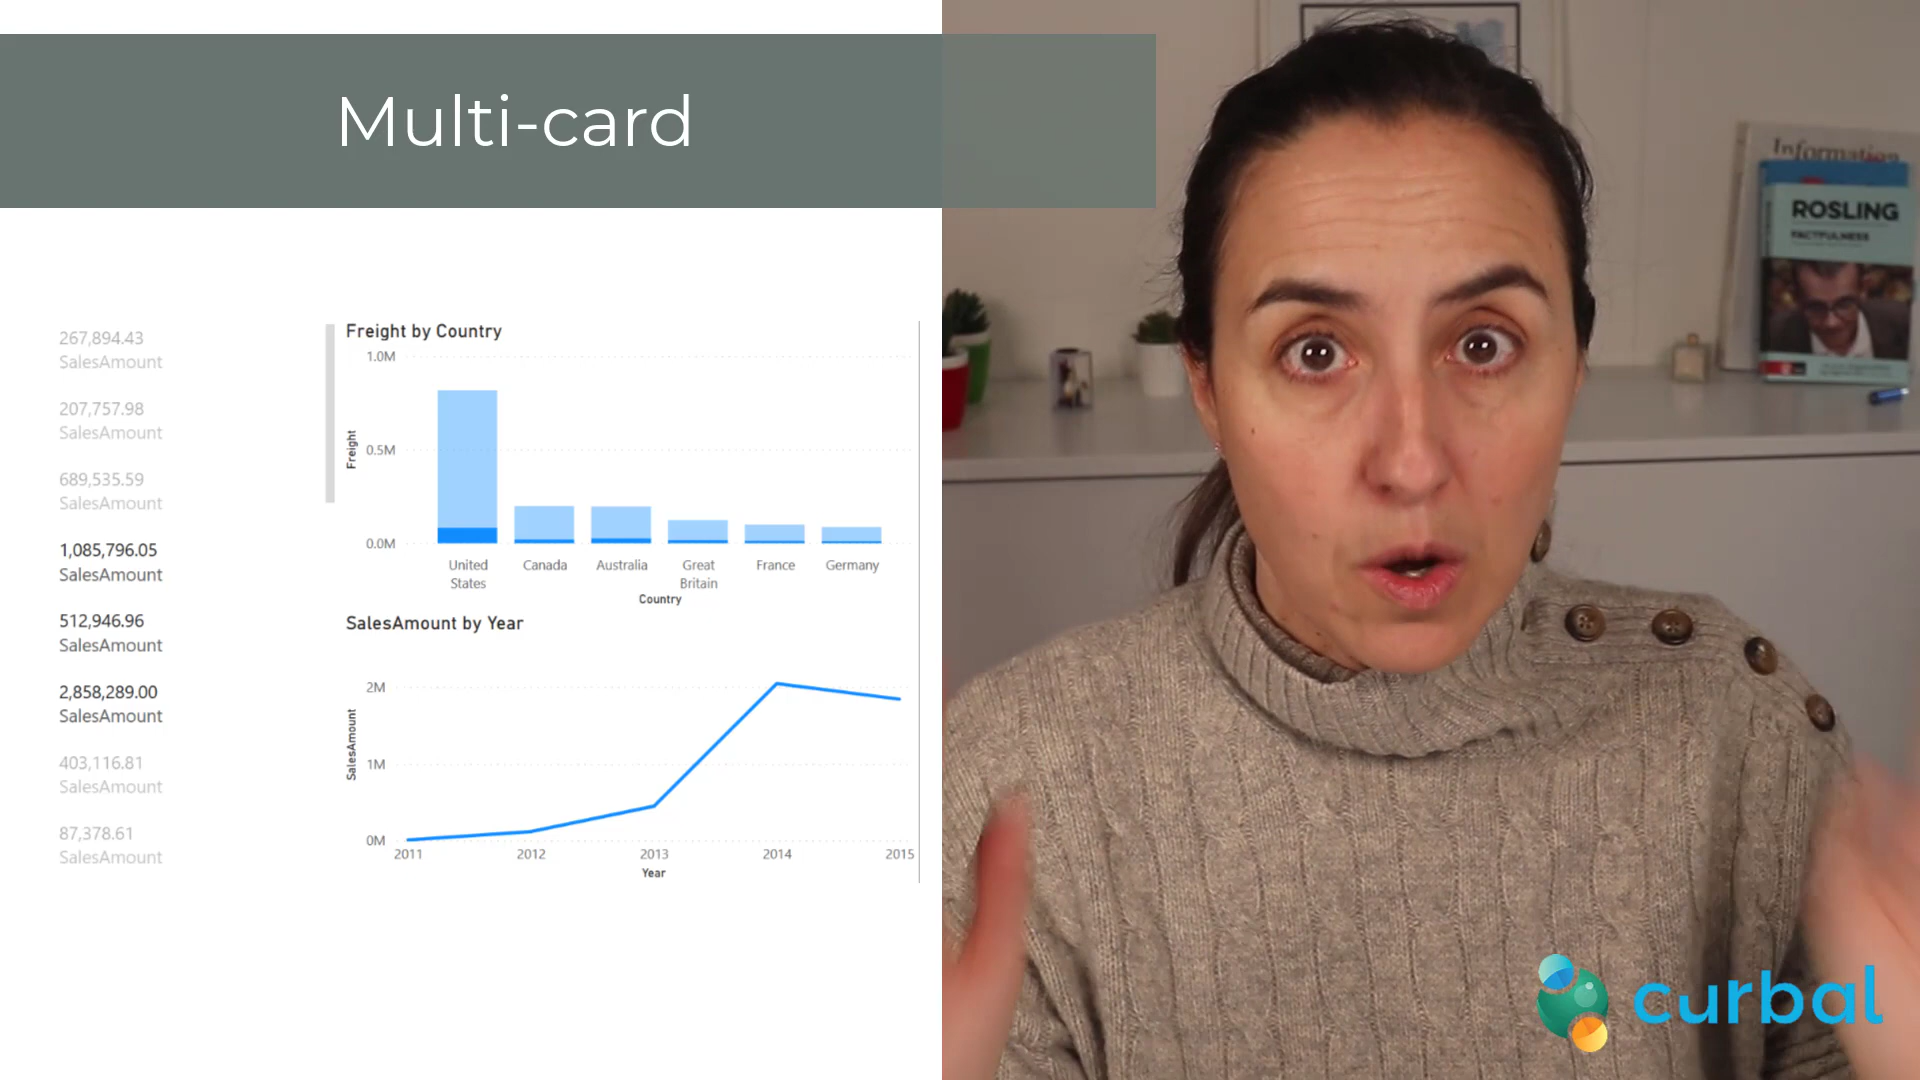 Multi-card
267,894.43
SalesAmount
207,757.98
SalesAmount
689,535.59
SalesAmount
1,085,796.05
SalesAmount
512,946.96
SalesAmount
2,858,289.00
SalesAmount
403,116.81
SalesAmount
87,378.61
SalesAmount
Freight by Country
1.0M
0.5M
0.0M
Freight
United States
Canada
Australia
Great Britain
France
Germany
Country
SalesAmount by Year
2M
1M
0M
SalesAmount
2011
2012
2013
2014
2015
Year
Information
ROSLING
FACTFULNESS
curbal